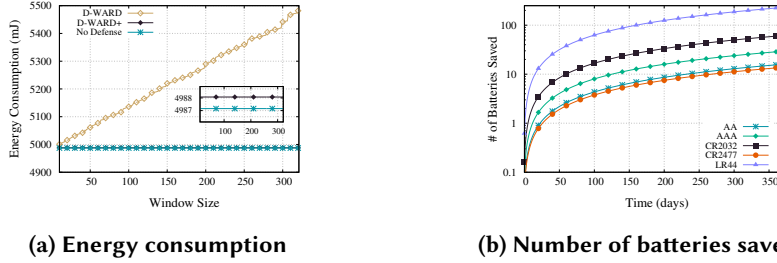 5500
5400
5300
5200
5100
5000
4900
Energy Consumption (mJ)
D-WARD
D-WARD+
No Defense
4988
4987
100 200 300
50 100 150 200 250 300
Window Size
(a) Energy consumption
100
10
1
0.1
# of Batteries Saved
AA
AAA
CR2032
CR2477
LR44
0 50 100 150 200 250 300 350
Time (days)
(b) Number of batteries save